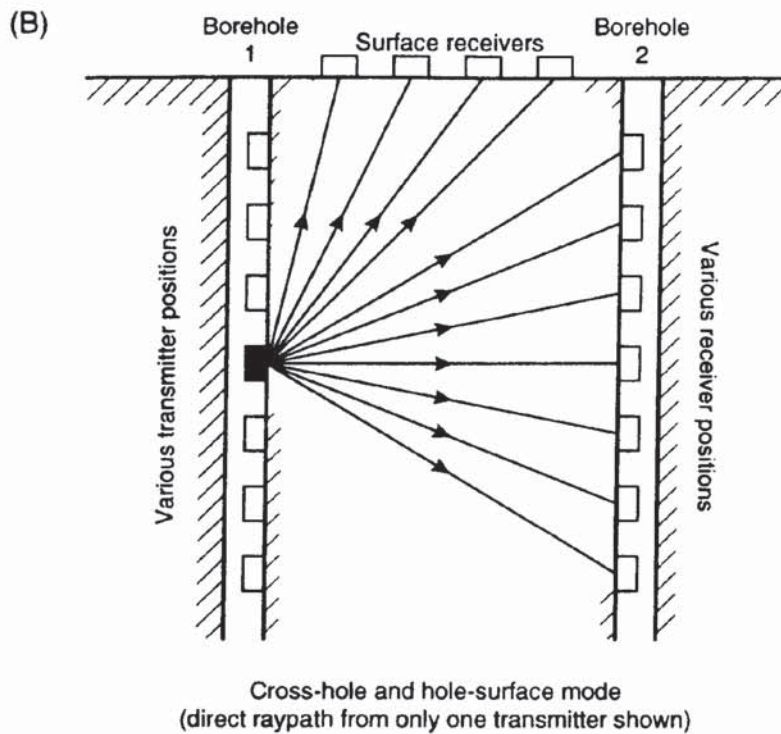 (B)
Borehole
1
Surface receivers
Borehole
2
Various transmitter positions
Various receiver positions
Cross-hole and hole-surface mode
(direct raypath from only one transmitter shown)